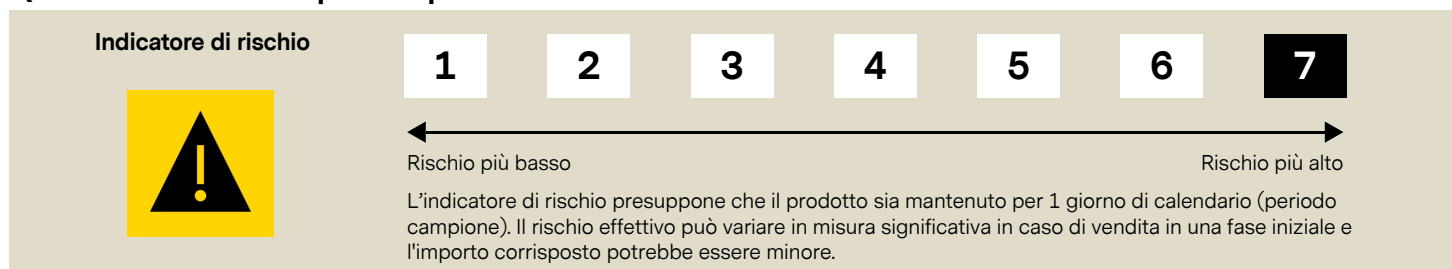 Indicatore di rischio
1 2 3 4 5 6 7
Rischio più basso Rischio più alto
L'indicatore di rischio presuppone che il prodotto sia mantenuto per 1 giorno di calendario (periodo
campione). Il rischio effettivo può variare in misura significativa in caso di vendita in una fase iniziale e
l'importo corrisposto potrebbe essere minore.